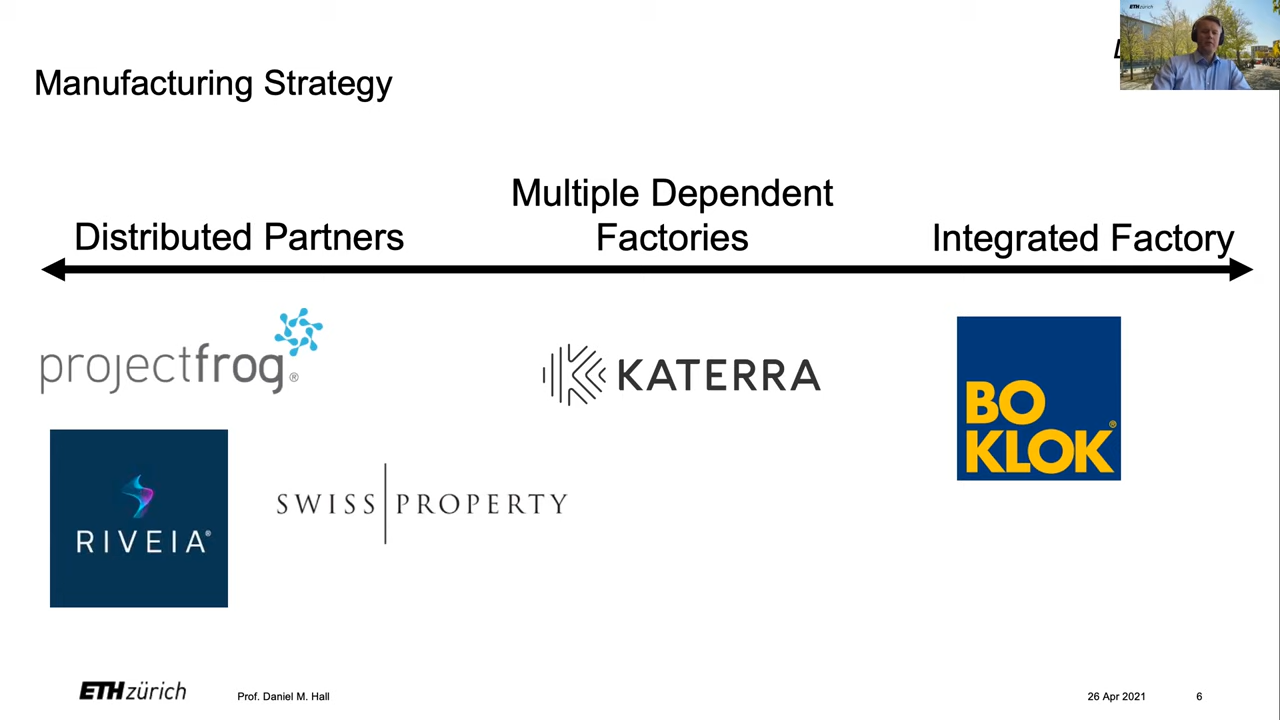 ETHzürich
Manufacturing Strategy
Multiple Dependent
Factories
Distributed Partners
Integrated Factory
projectfrog®
KATERRA
BO
KLOK®
RIVEIA®
SWISS PROPERTY
ETHzürich
Prof. Daniel M. Hall
26 Apr 2021
6